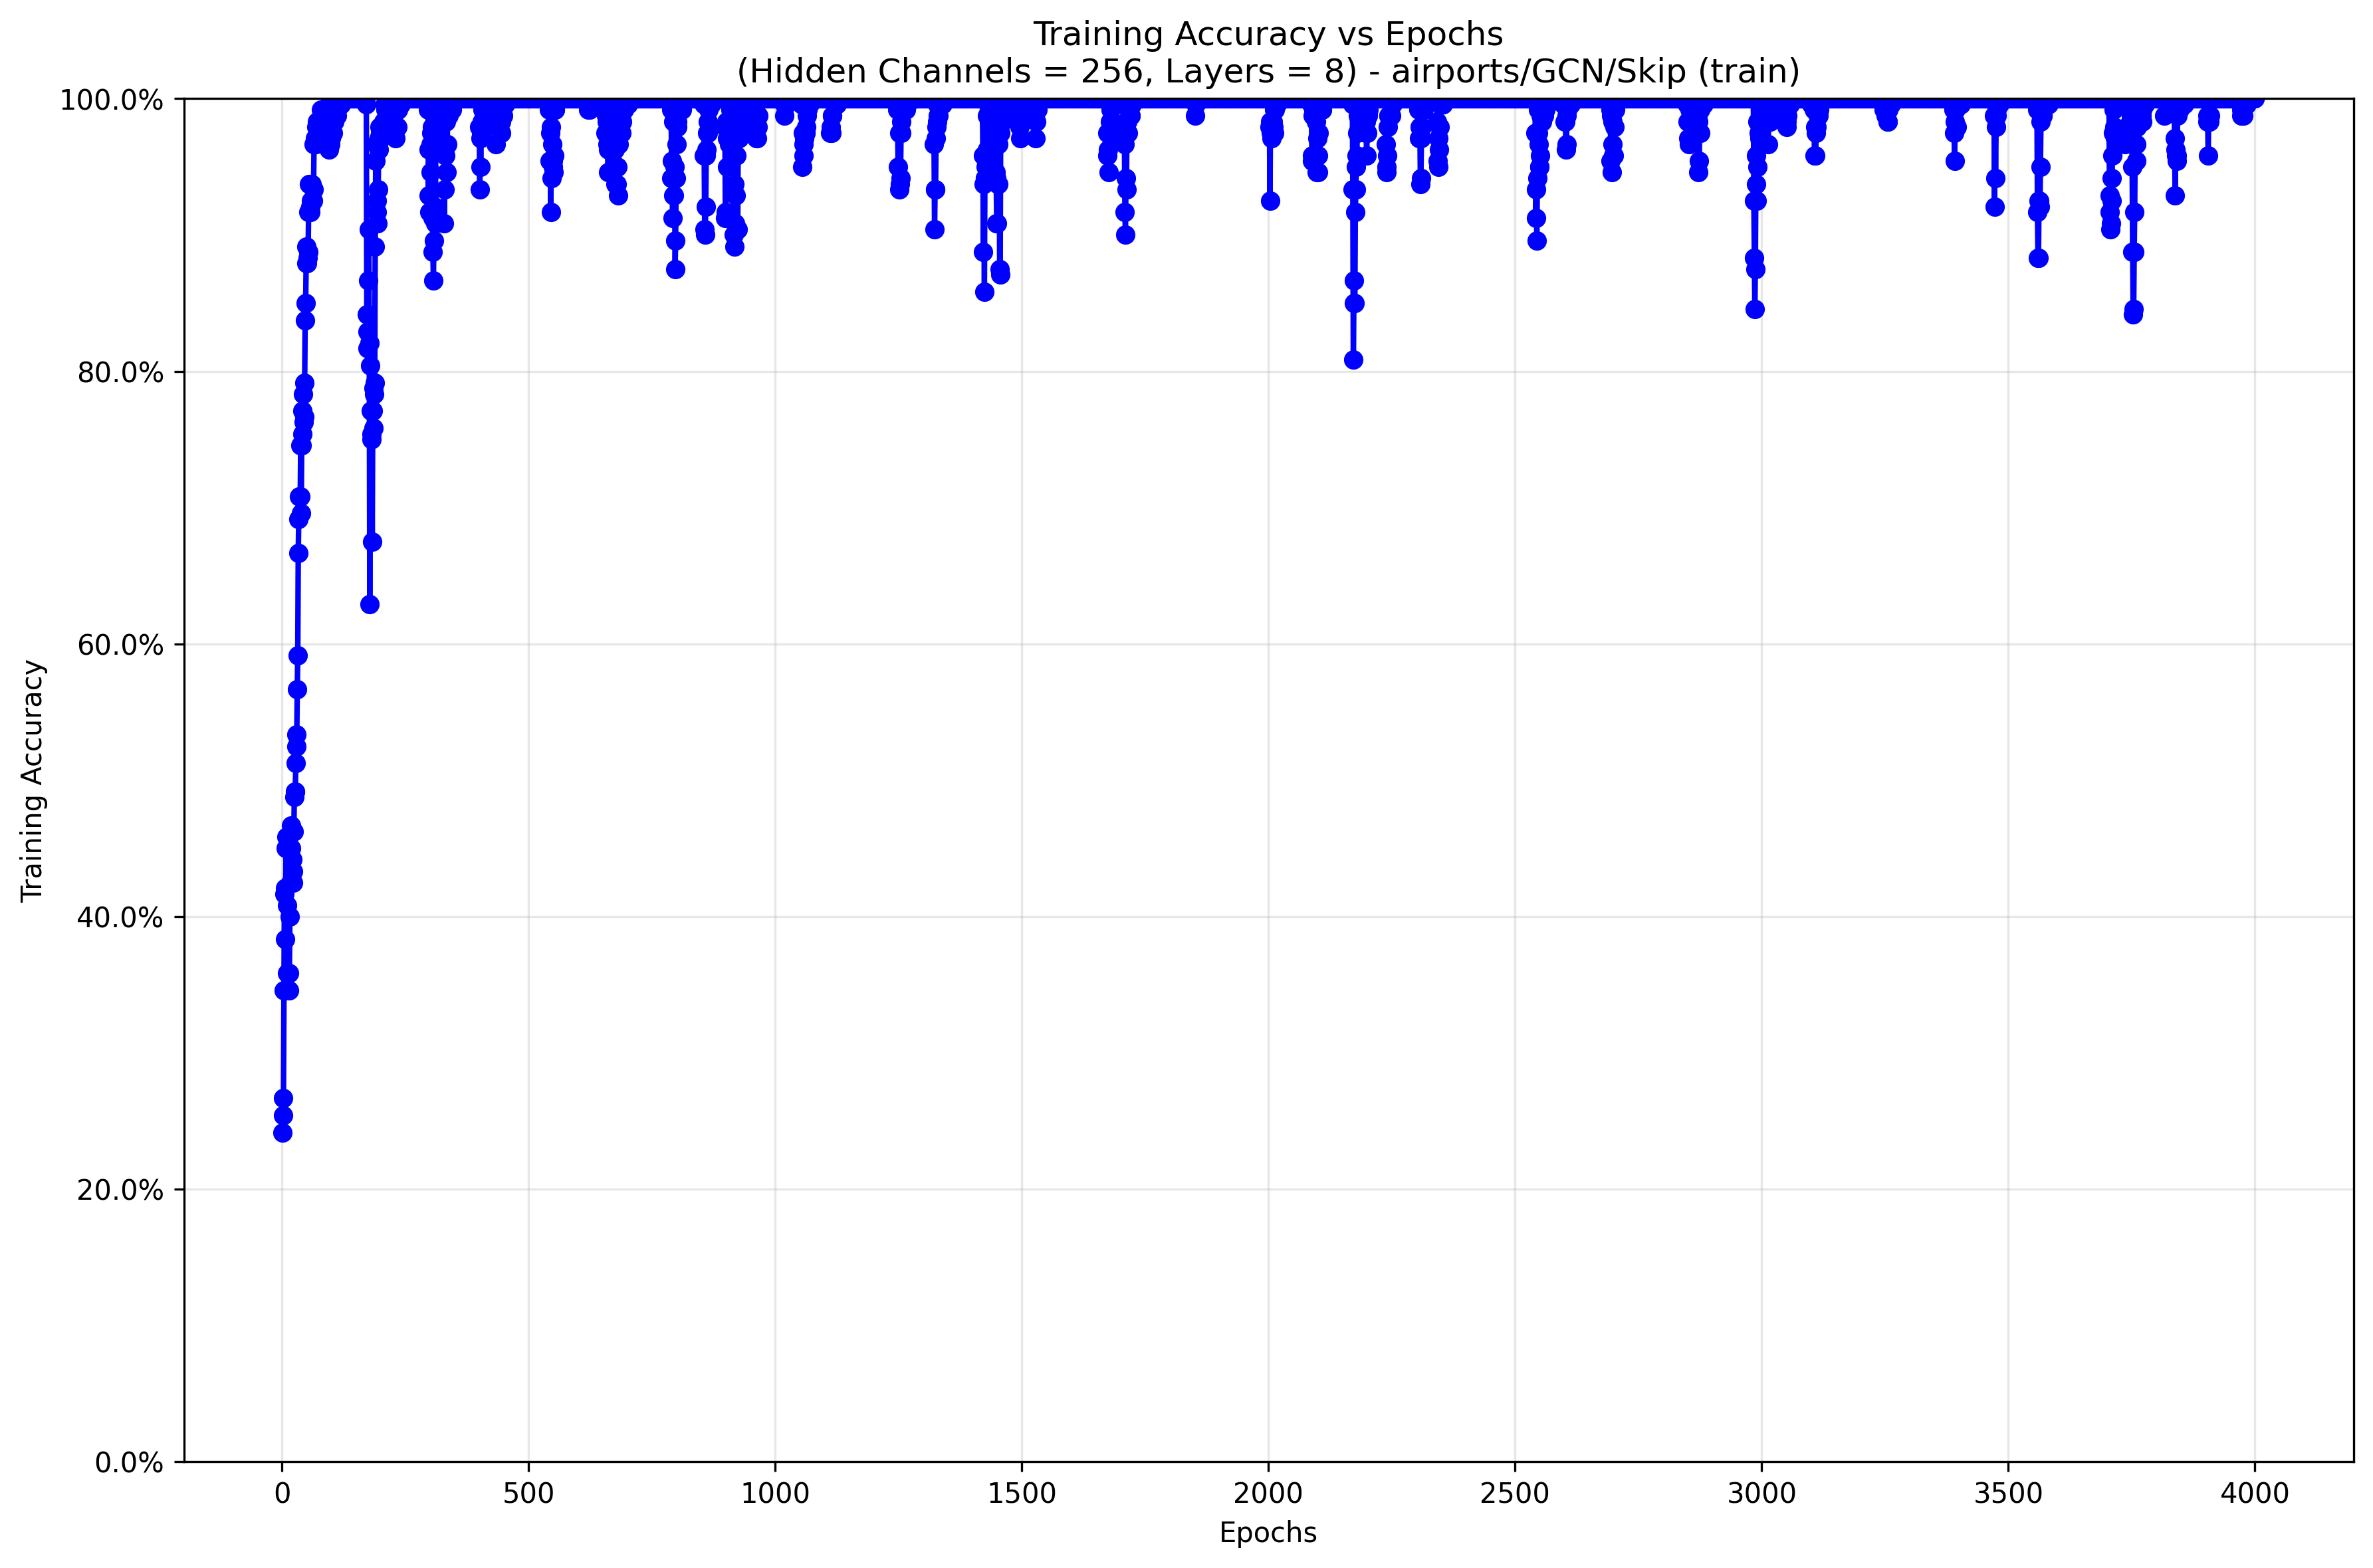 Training Accuracy vs Epochs
(Hidden Channels = 256, Layers = 8) - airports/GCN/Skip (train)
100.0%
80.0%
60.0%
40.0%
20.0%
0.0%
Training Accuracy
0 500 1000 1500 2000 2500 3000 3500 4000
Epochs